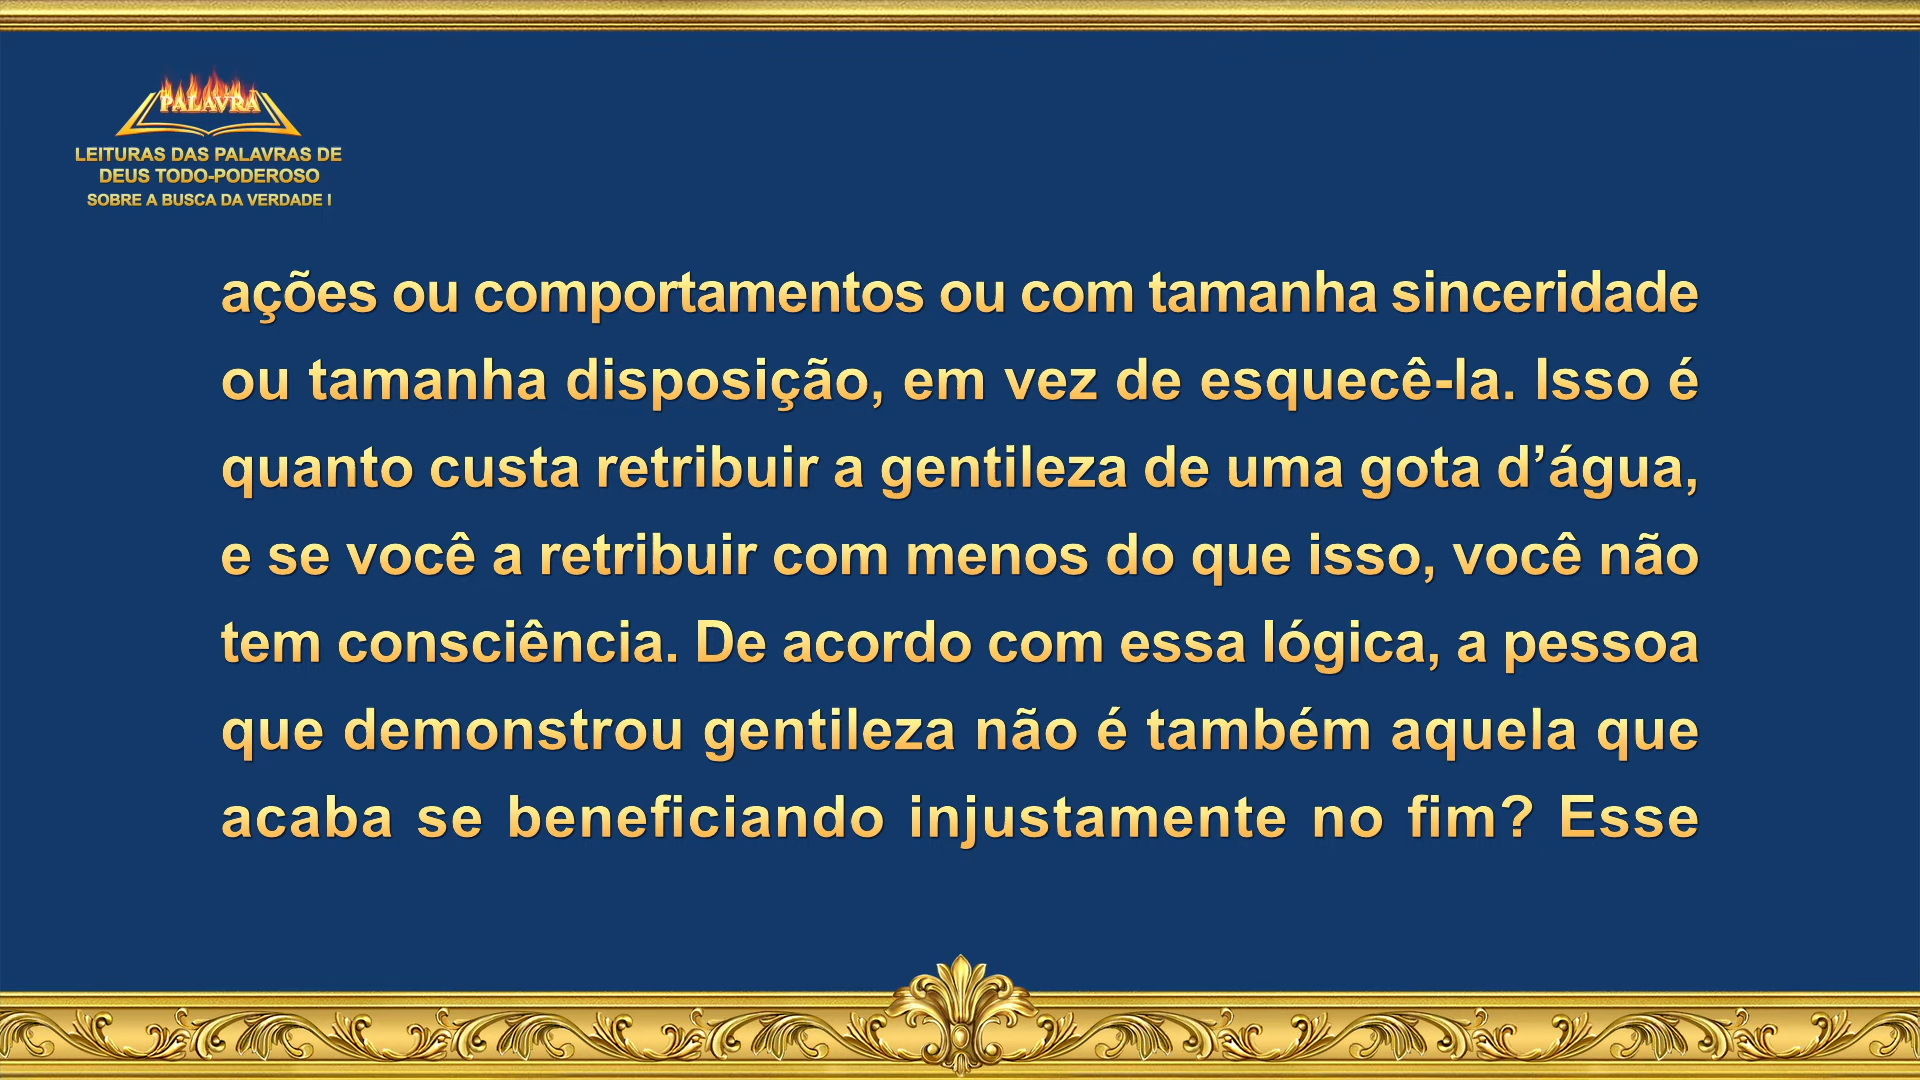 PALAVRA
LEITURAS DAS PALAVRAS DE
DEUS TODO-PODEROSO
SOBRE A BUSCA DA VERDADE I
ações ou comportamentos ou com tamanha sinceridade
ou tamanha disposição, em vez de esquecê-la. Isso é
quanto custa retribuir a gentileza de uma gota d’água,
e se você a retribuir com menos do que isso, você não
tem consciência. De acordo com essa lógica, a pessoa
que demonstrou gentileza não é também aquela que
acaba se beneficiando injustamente no fim? Esse